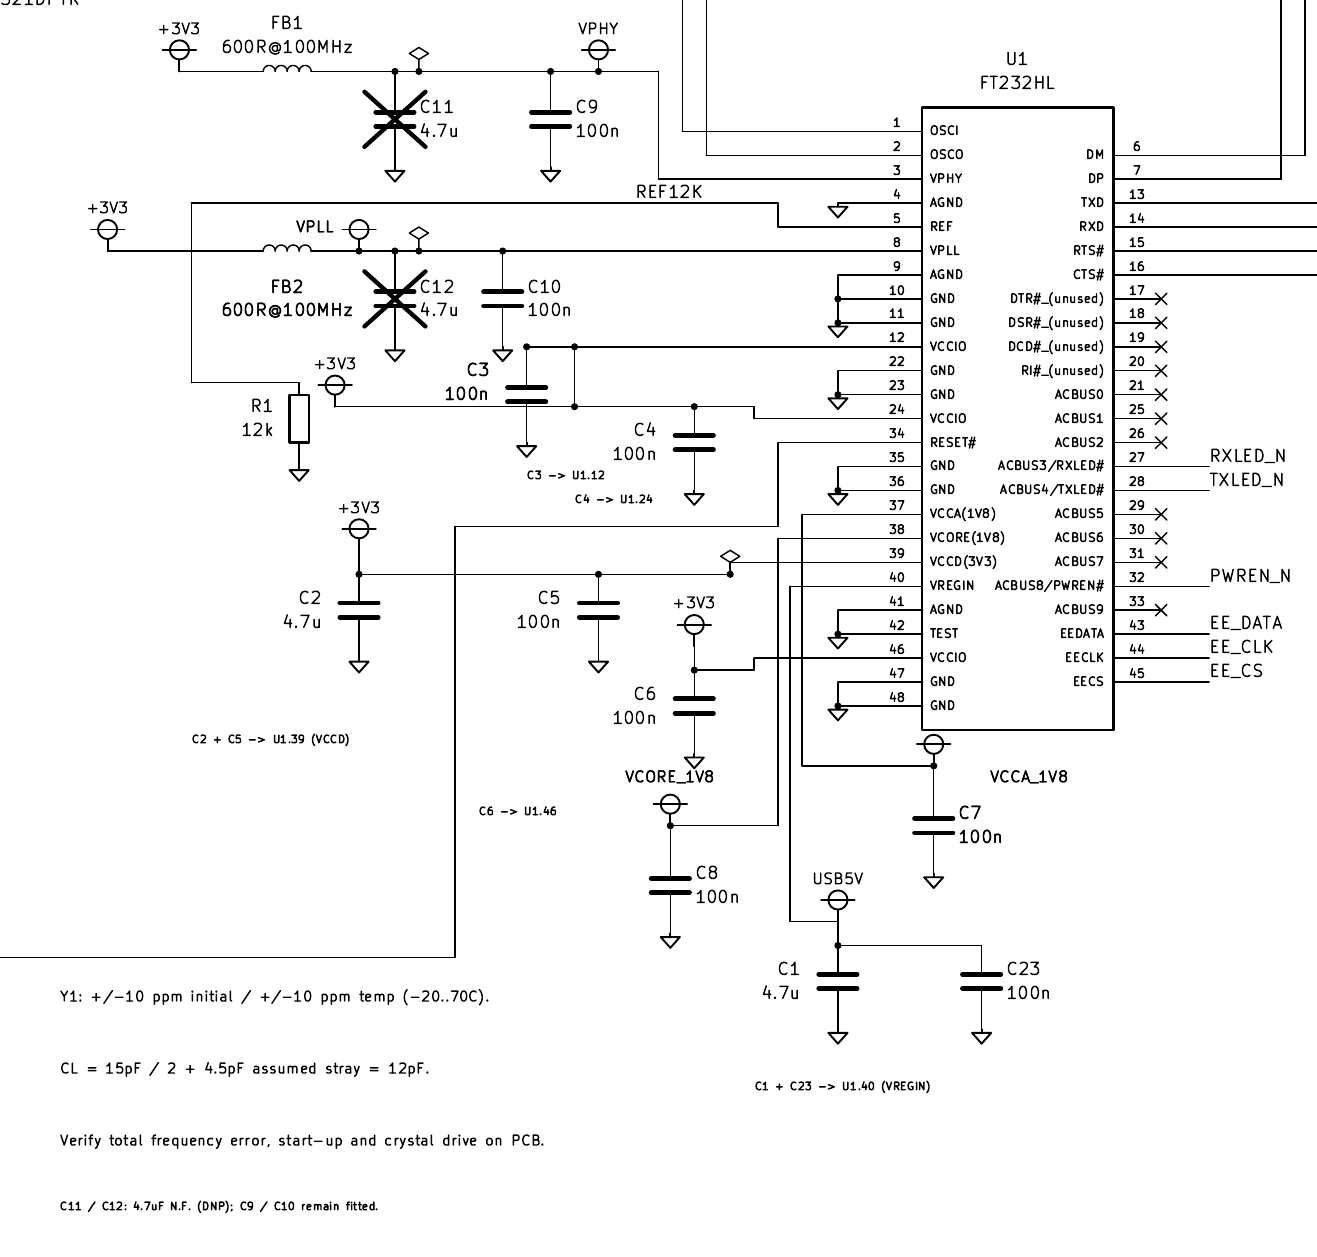 +3V3
FB1
600R@100MHz
VPHY
C11
4.7u
C9
100n
REF12K
+3V3
VPLL
FB2
600R@100MHz
C12
4.7u
C10
100n
+3V3
C3
100n
R1
12k
C4
100n
C3 -> U1.12
C4 -> U1.24
+3V3
C2
4.7u
C5
100n
+3V3
C6
100n
C2 + C5 -> U1.39 (VCCD)
C6 -> U1.46
VCORE_1V8
C8
100n
U1
FT232HL
1 OSCI
2 OSCO
3 VPHY
4 AGND
5 REF
8 VPLL
9 AGND
10 GND
11 GND
12 VCCIO
22 GND
23 GND
24 VCCIO
34 RESET#
35 GND
36 GND
37 VCCA(1V8)
38 VCORE(1V8)
39 VCCD(3V3)
40 VREGIN
41 AGND
42 TEST
46 VCCIO
47 GND
48 GND
DM 6
DP 7
TXD 13
RXD 14
RTS# 15
CTS# 16
DTR#_(unused) 17
DSR#_(unused) 18
DCD#_(unused) 19
RI#_(unused) 20
ACBUS0 21
ACBUS1 25
ACBUS2 26
ACBUS3/RXLED# 27 RXLED_N
ACBUS4/TXLED# 28 TXLED_N
ACBUS5 29
ACBUS6 30
ACBUS7 31
ACBUS8/PWREN# 32 PWREN_N
ACBUS9 33
EEDATA 43 EE_DATA
EECLK 44 EE_CLK
EECS 45 EE_CS
VCCA_1V8
C7
100n
USB5V
C1
4.7u
C23
100n
C1 + C23 -> U1.40 (VREGIN)
Y1: +/-10 ppm initial / +/-10 ppm temp (-20..70C).
CL = 15pF / 2 + 4.5pF assumed stray = 12pF.
Verify total frequency error, start-up and crystal drive on PCB.
C11 / C12: 4.7uF N.F. (DNP); C9 / C10 remain fitted.